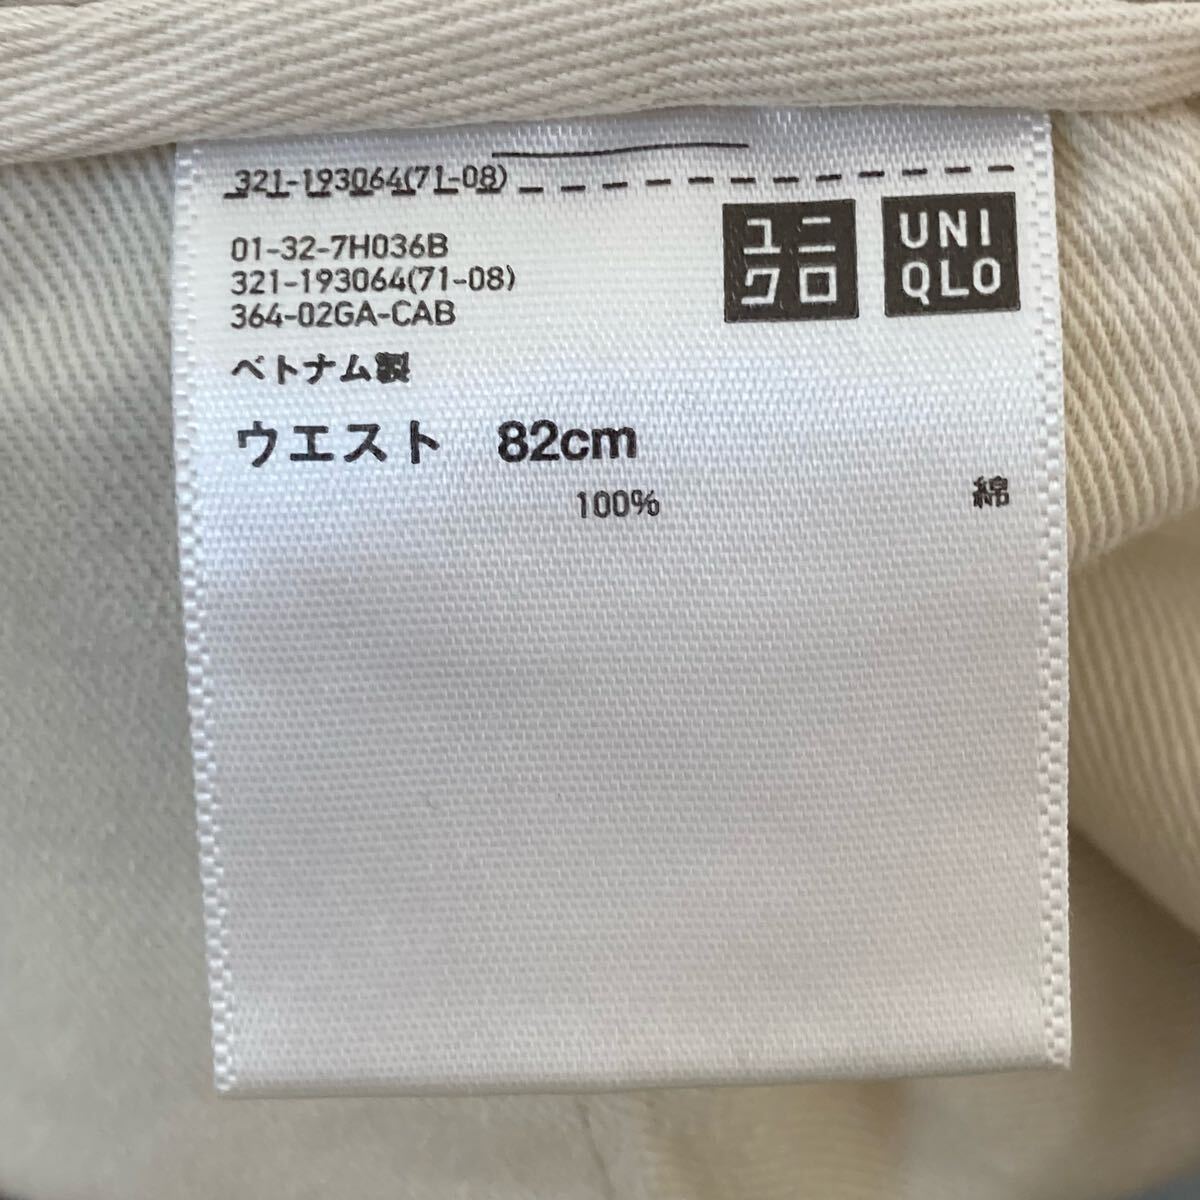 321-193064(71-08)
ユニ
クロ
UNI
QLO
01-32-7H036B
321-193064(71-08)
364-02GA-CAB
ベトナム製
ウエスト 82cm
100% 綿